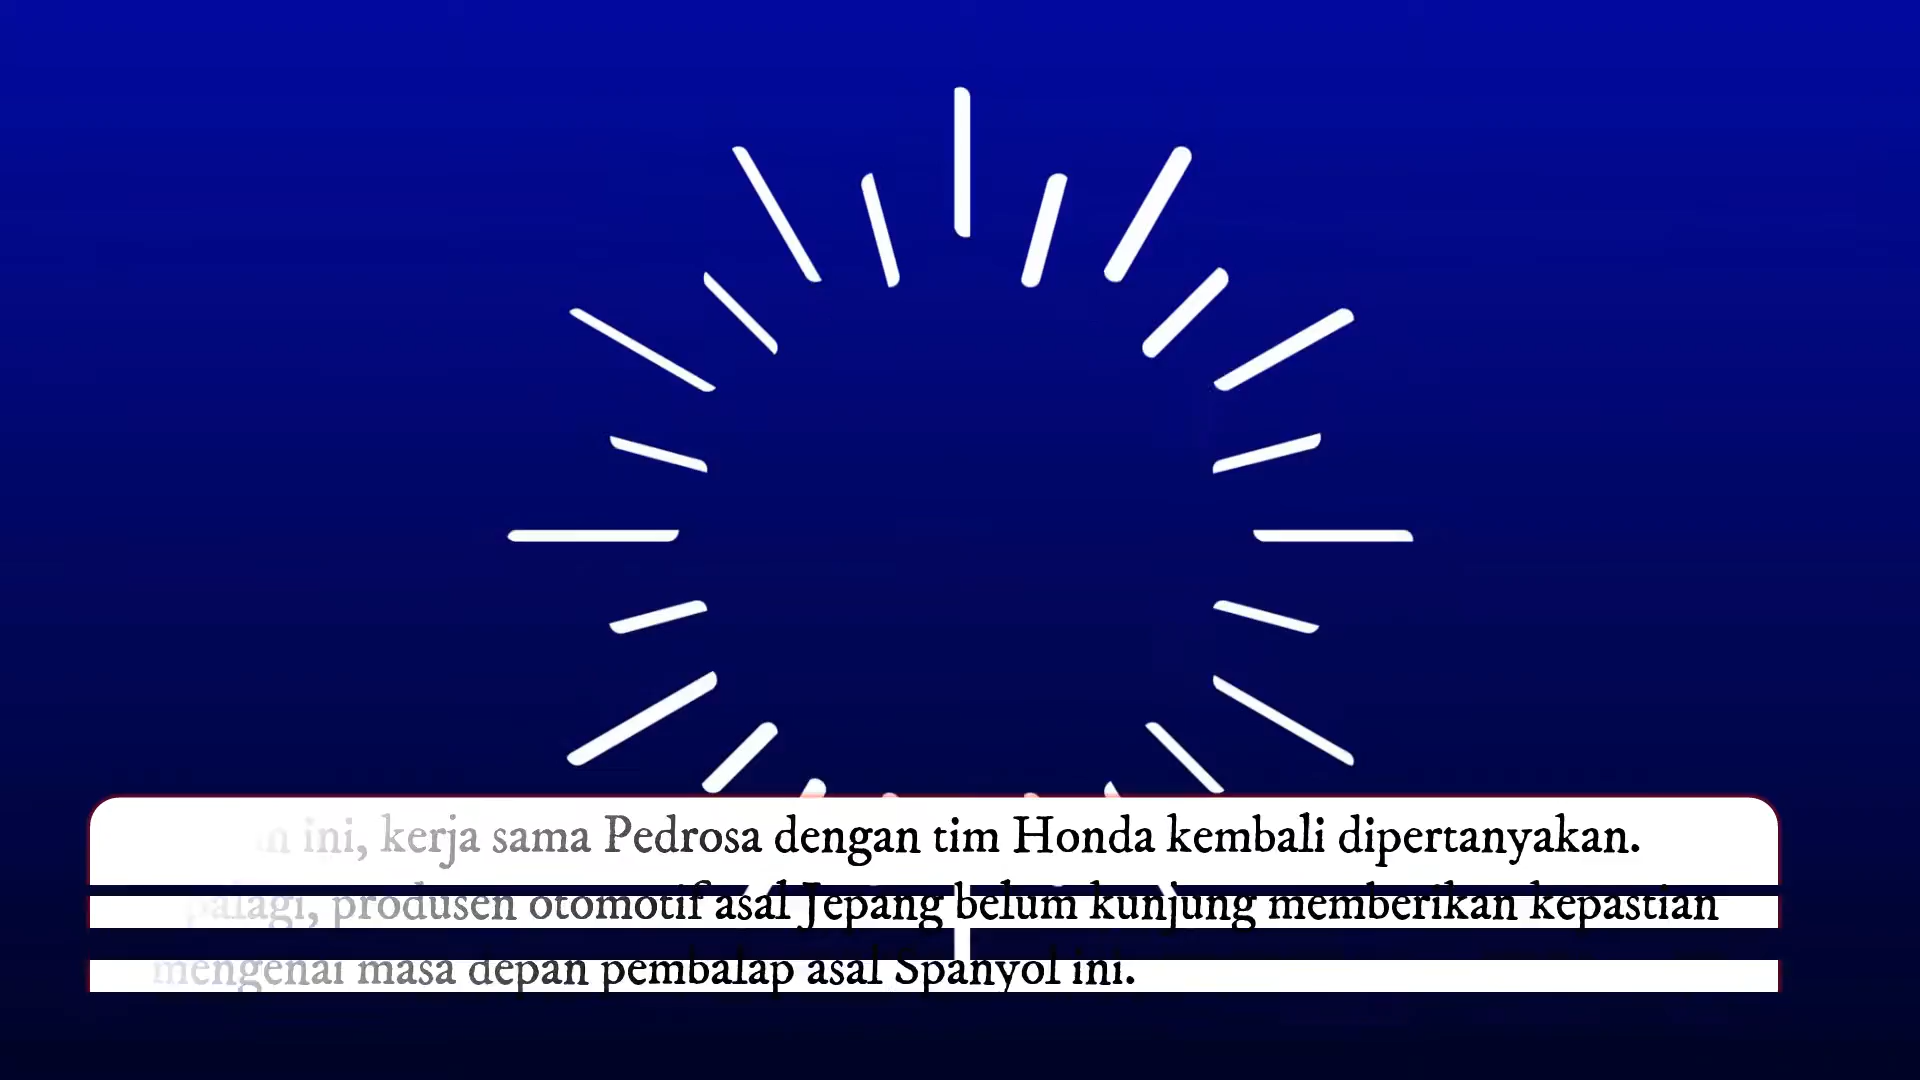 ini, kerja sama Pedrosa dengan tim Honda kembali dipertanyakan.
produsen otomotif asal Jepang belum kunjung memberikan kepastian
mengenai masa depan pembalap asal Spanyol ini.